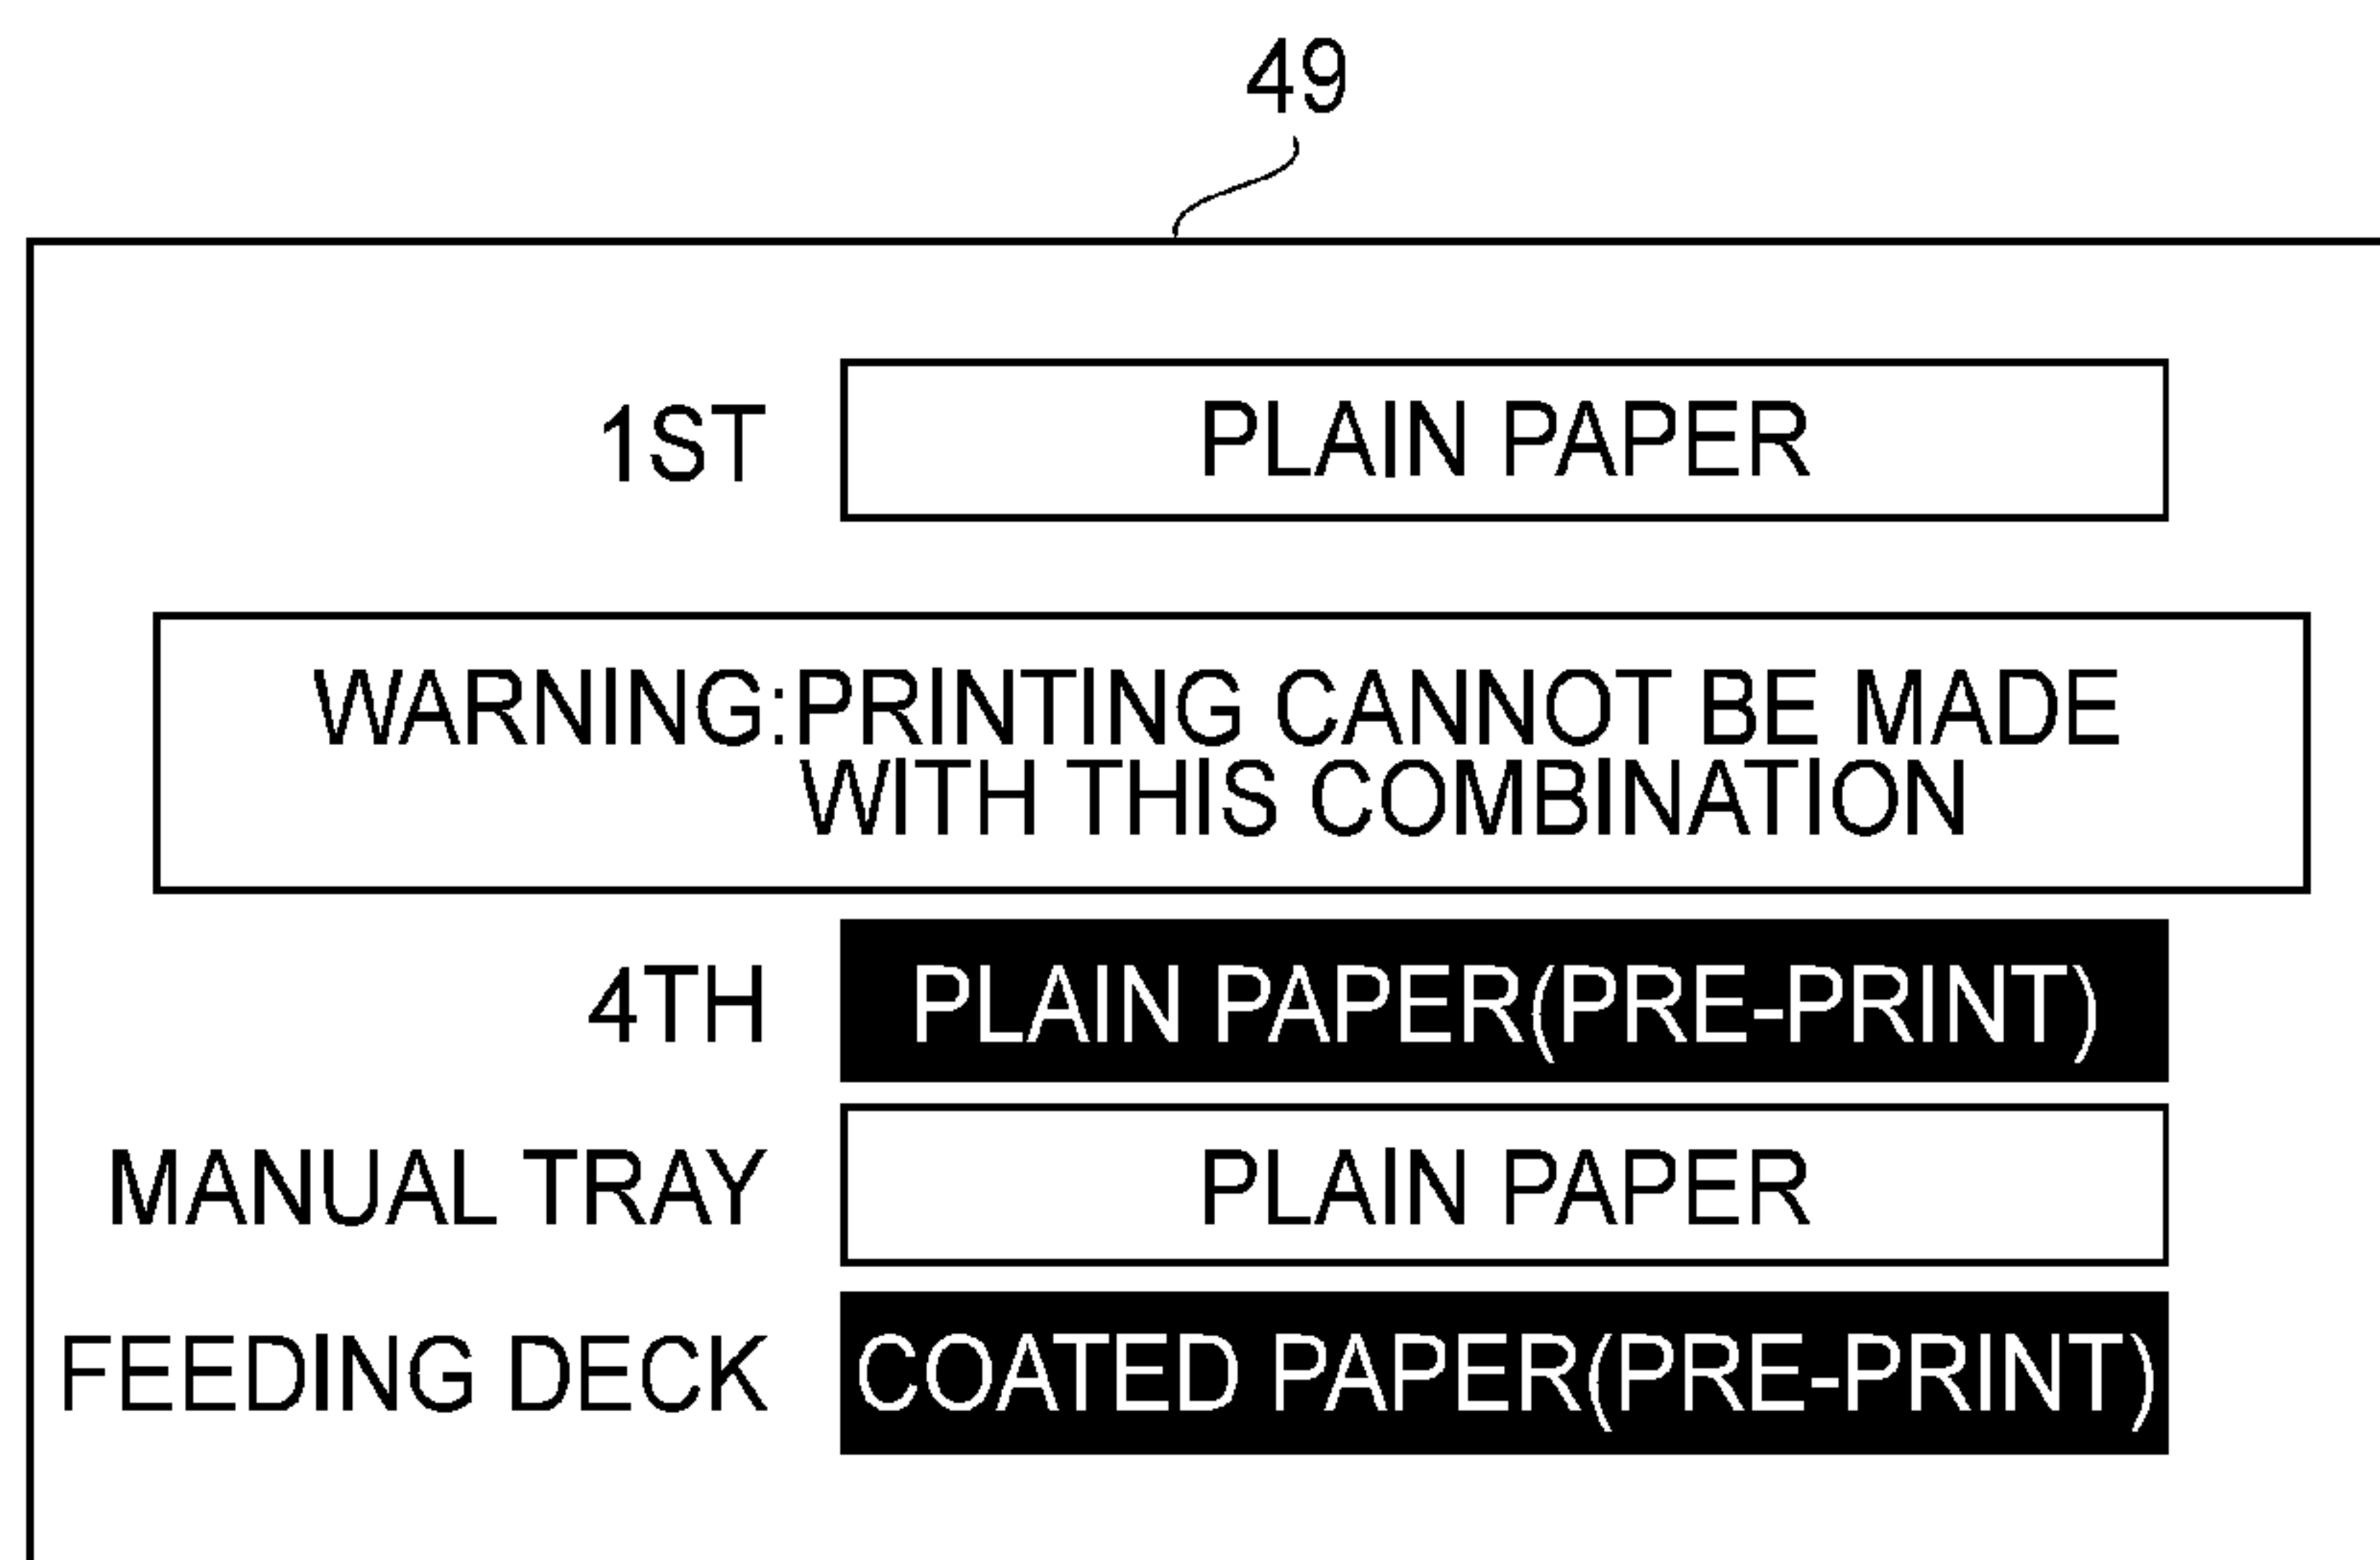 49
1ST PLAIN PAPER
WARNING:PRINTING CANNOT BE MADE
WITH THIS COMBINATION
4TH PLAIN PAPER(PRE-PRINT)
MANUAL TRAY PLAIN PAPER
FEEDING DECK COATED PAPER(PRE-PRINT)